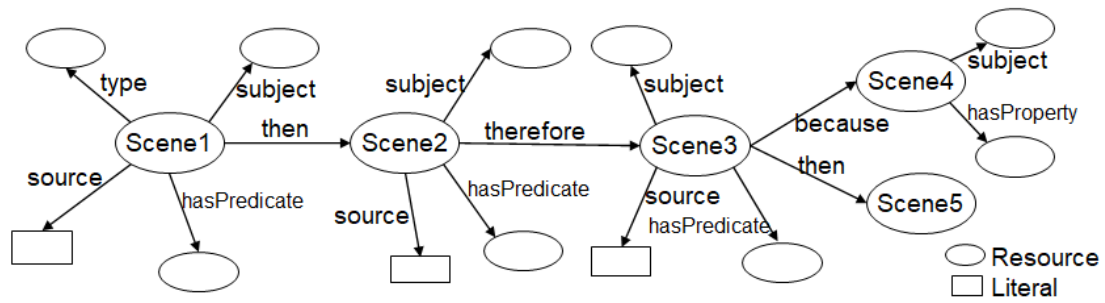 type
subject
Scene1
source
hasPredicate
then
subject
Scene2
source
hasPredicate
therefore
subject
Scene3
source
hasPredicate
because
then
Scene4
subject
hasProperty
Scene5
Resource
Literal